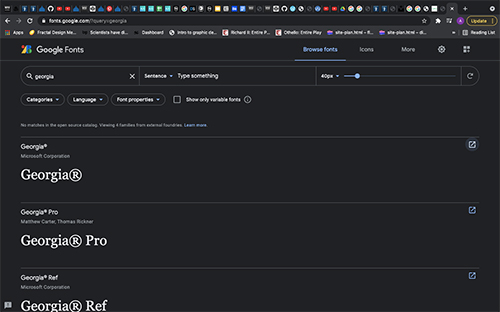 fonts.google.com/?query=georgia
Update
Apps
Fractal Design Mo...
Scientists have di...
Dashboard
Intro to graphic de...
Richard II: Entire P...
Othello: Entire Play
site-plan.html – R...
site-plan.html – di...
Reading List
Google Fonts
Browse fonts
Icons
More
georgia
Sentence
Type something
40px
Categories
Language
Font properties
Show only variable fonts
No matches in the open source catalog. Viewing 11 families from external foundries. Learn more.
Georgia®
Microsoft Corporation
Georgia®
Georgia® Pro
Matthew Carter, Thomas Rickner
Georgia® Pro
Georgia® Ref
Microsoft Corporation
Georgia® Ref